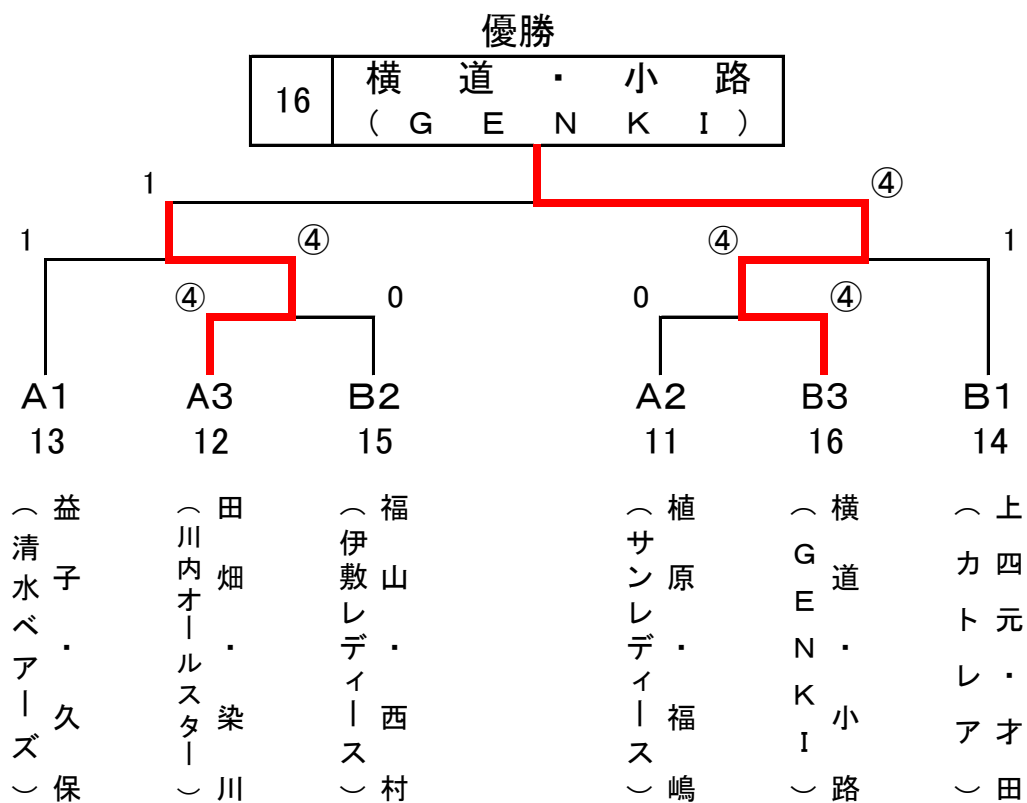 優勝
16
横道・小路
(GENKI)
1
④
1
④
④
1
④
0
0
④
A1
A3
B2
A2
B3
B1
13
12
15
11
16
14
益子・久保
(清水ベアーズ)
田畑・染川
(川内オールスター)
福山・西村
(伊敷レディース)
植原・福嶋
(サンレディース)
横道・小路
(GENKI)
上四元・才田
(カトレア)